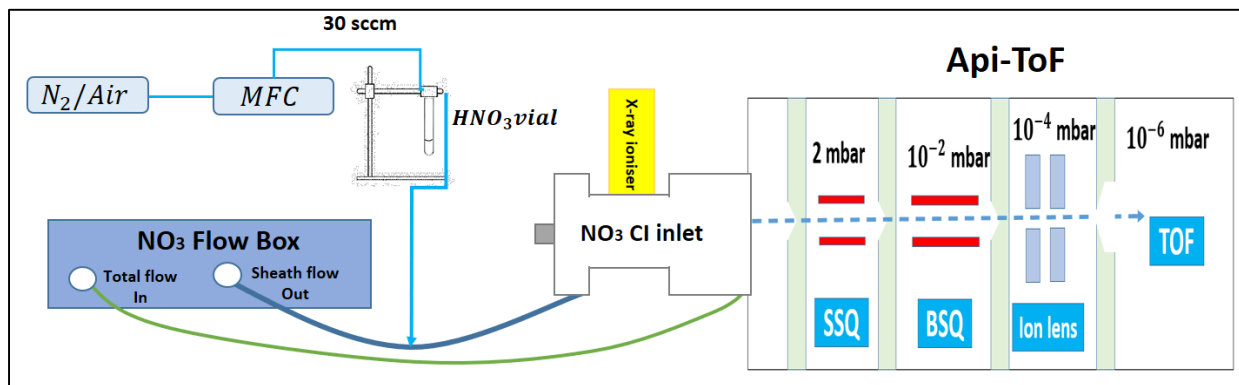 30 sccm
Api-ToF
N₂/Air
MFC
HNO₃vial
X-ray ioniser
2 mbar
10⁻² mbar
10⁻⁴ mbar
10⁻⁶ mbar
NO₃ Flow Box
Total flow
In
Sheath flow
Out
NO₃ CI inlet
TOF
SSQ
BSQ
Ion lens